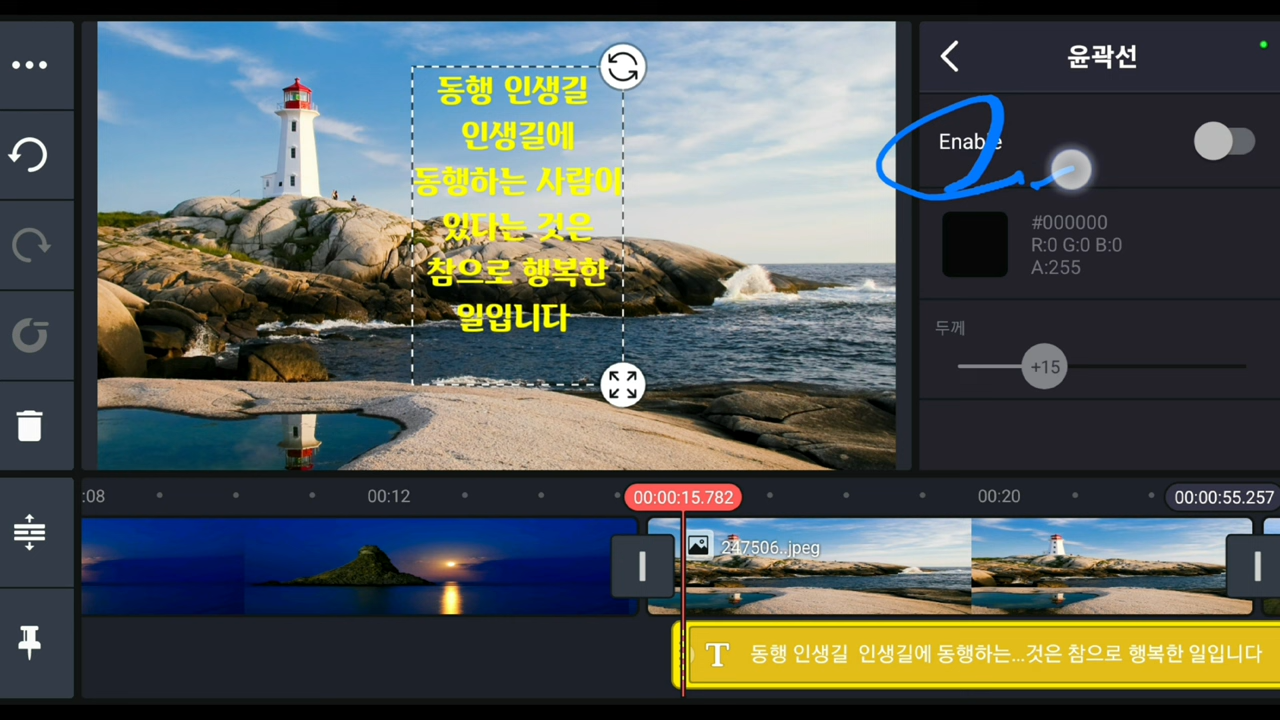 윤곽선
Enable
동행 인생길
인생길에
동행하는 사람이
있다는 것은
참으로 행복한
일입니다
#000000
R:0 G:0 B:0
A:255
두께
+15
:08
00:12
00:00:15.782
00:20
00:00:55.257
247506..jpeg
T 동행 인생길 인생길에 동행하는...것은 참으로 행복한 일입니다